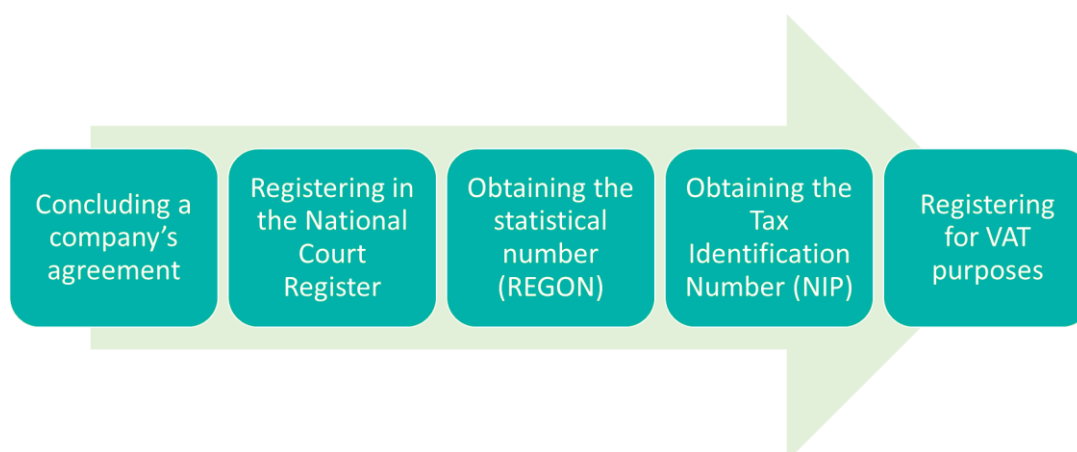 Concluding a
company’s
agreement
Registering in
the National
Court
Register
Obtaining the
statistical
number
(REGON)
Obtaining the
Tax
Identification
Number (NIP)
Registering
for VAT
purposes